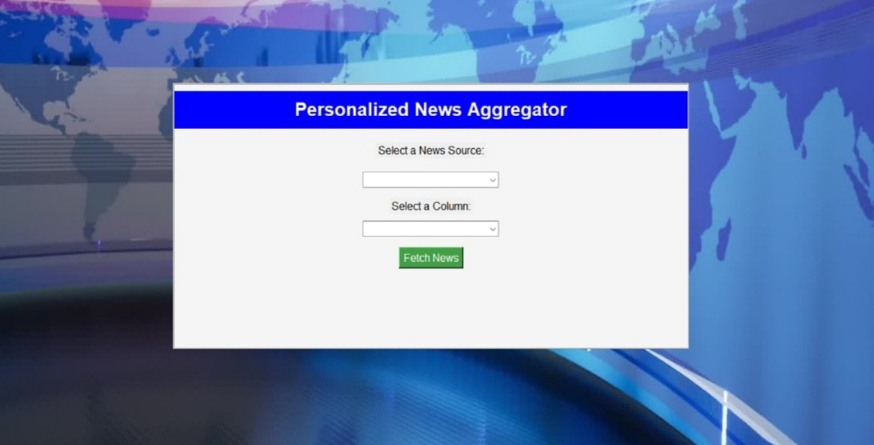 Personalized News Aggregator
Select a News Source:
Select a Column:
Fetch News